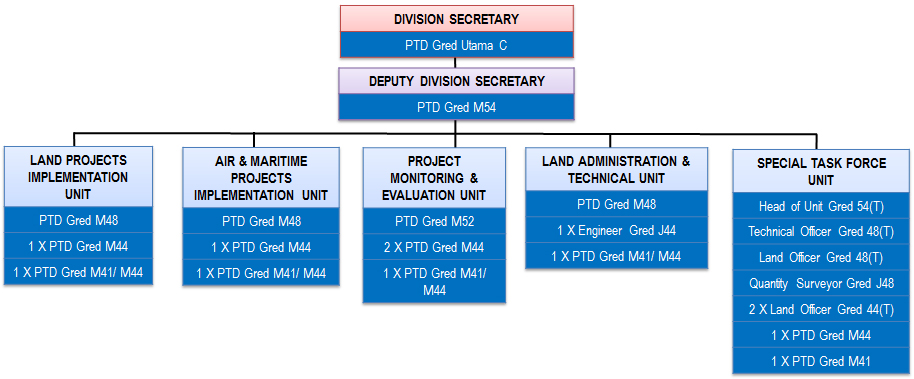 DIVISION SECRETARY
PTD Gred Utama C
DEPUTY DIVISION SECRETARY
PTD Gred M54
LAND PROJECTS
IMPLEMENTATION
UNIT
PTD Gred M48
1 X PTD Gred M44
1 X PTD Gred M41/ M44
AIR & MARITIME
PROJECTS
IMPLEMENTATION UNIT
PTD Gred M48
1 X PTD Gred M44
1 X PTD Gred M41/ M44
PROJECT
MONITORING &
EVALUATION UNIT
PTD Gred M52
2 X PTD Gred M44
1 X PTD Gred M41/
M44
LAND ADMINISTRATION &
TECHNICAL UNIT
PTD Gred M48
1 X Engineer Gred J44
1 X PTD Gred M41/ M44
SPECIAL TASK FORCE
UNIT
Head of Unit Gred 54(T)
Technical Officer Gred 48(T)
Land Officer Gred 48(T)
Quantity Surveyor Gred J48
2 X Land Officer Gred 44(T)
1 X PTD Gred M44
1 X PTD Gred M41